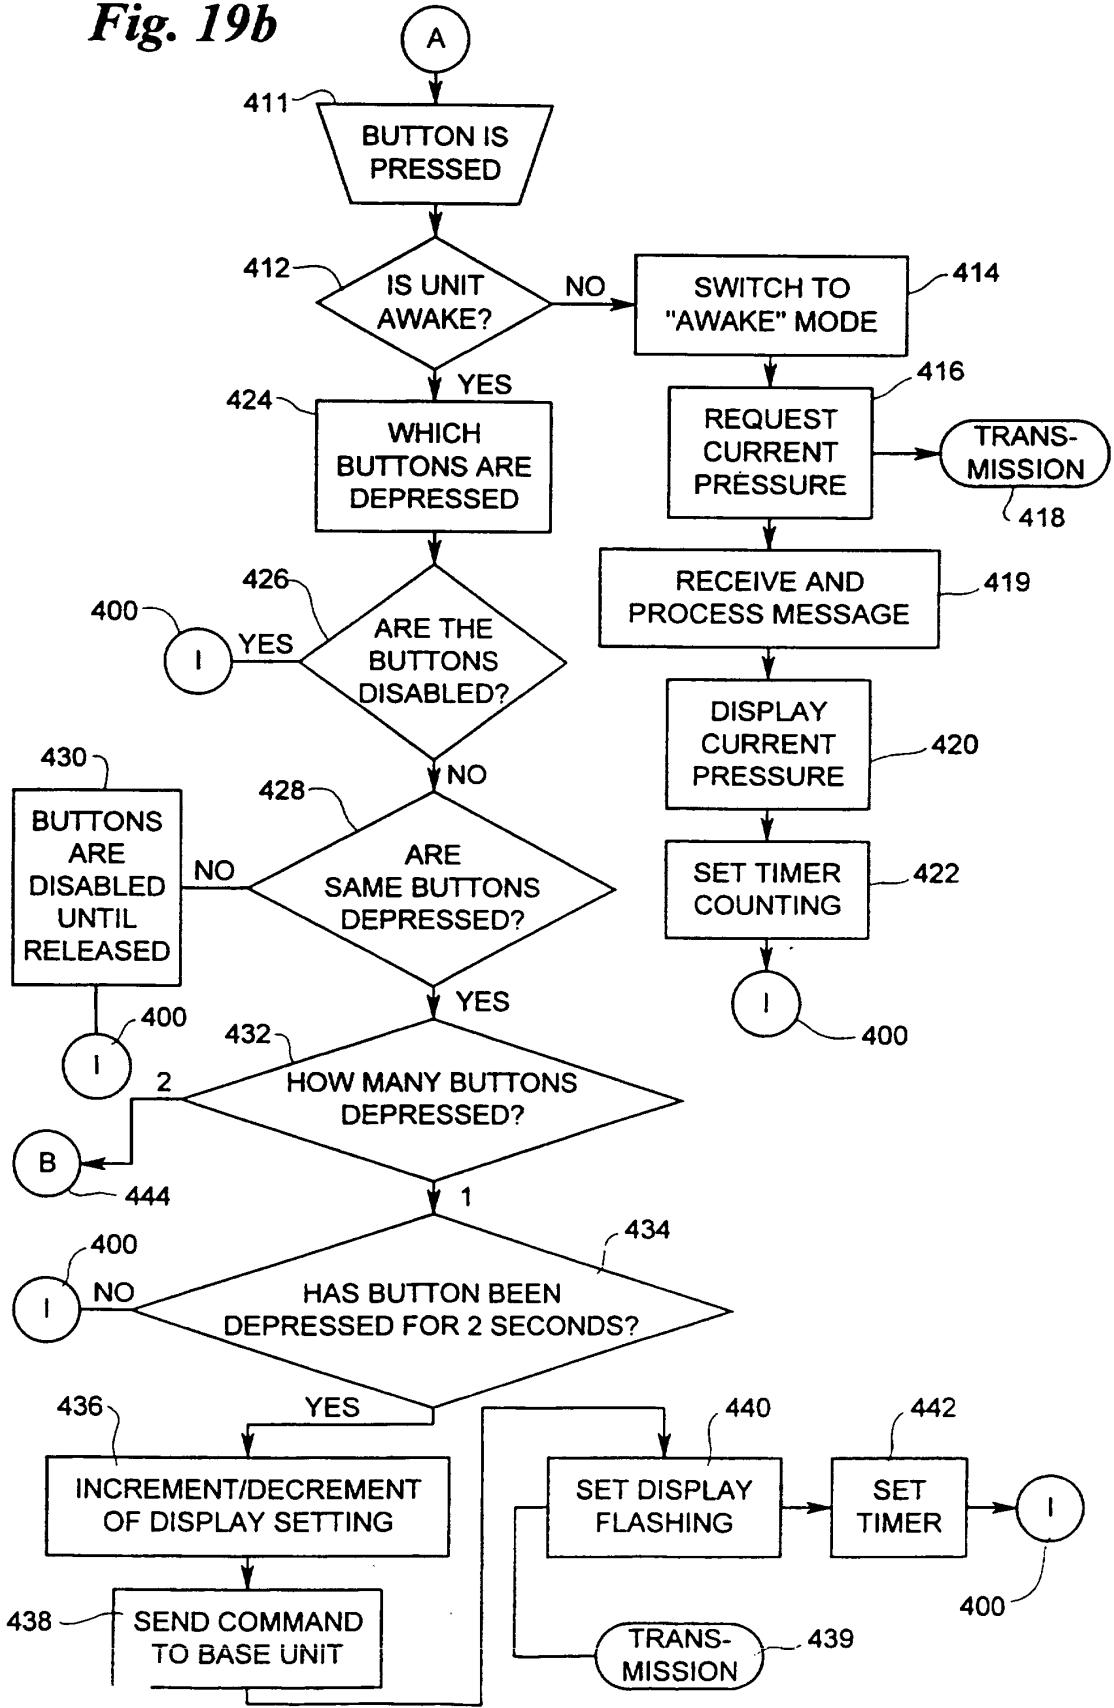 Fig. 19b
A
411
BUTTON IS
PRESSED
412
IS UNIT
AWAKE?
NO
SWITCH TO
"AWAKE" MODE
414
YES
424
WHICH
BUTTONS ARE
DEPRESSED
416
REQUEST
CURRENT
PRESSURE
TRANS-
MISSION
418
426
ARE THE
BUTTONS
DISABLED?
400
I
YES
RECEIVE AND
PROCESS MESSAGE
419
DISPLAY
CURRENT
PRESSURE
420
NO
430
BUTTONS
ARE
DISABLED
UNTIL
RELEASED
NO
428
ARE
SAME BUTTONS
DEPRESSED?
SET TIMER
COUNTING
422
I
400
YES
400
I
432
HOW MANY BUTTONS
DEPRESSED?
2
B
444
1
434
HAS BUTTON BEEN
DEPRESSED FOR 2 SECONDS?
400
I
NO
YES
436
INCREMENT/DECREMENT
OF DISPLAY SETTING
438
SEND COMMAND
TO BASE UNIT
440
SET DISPLAY
FLASHING
442
SET
TIMER
I
400
TRANS-
MISSION
439